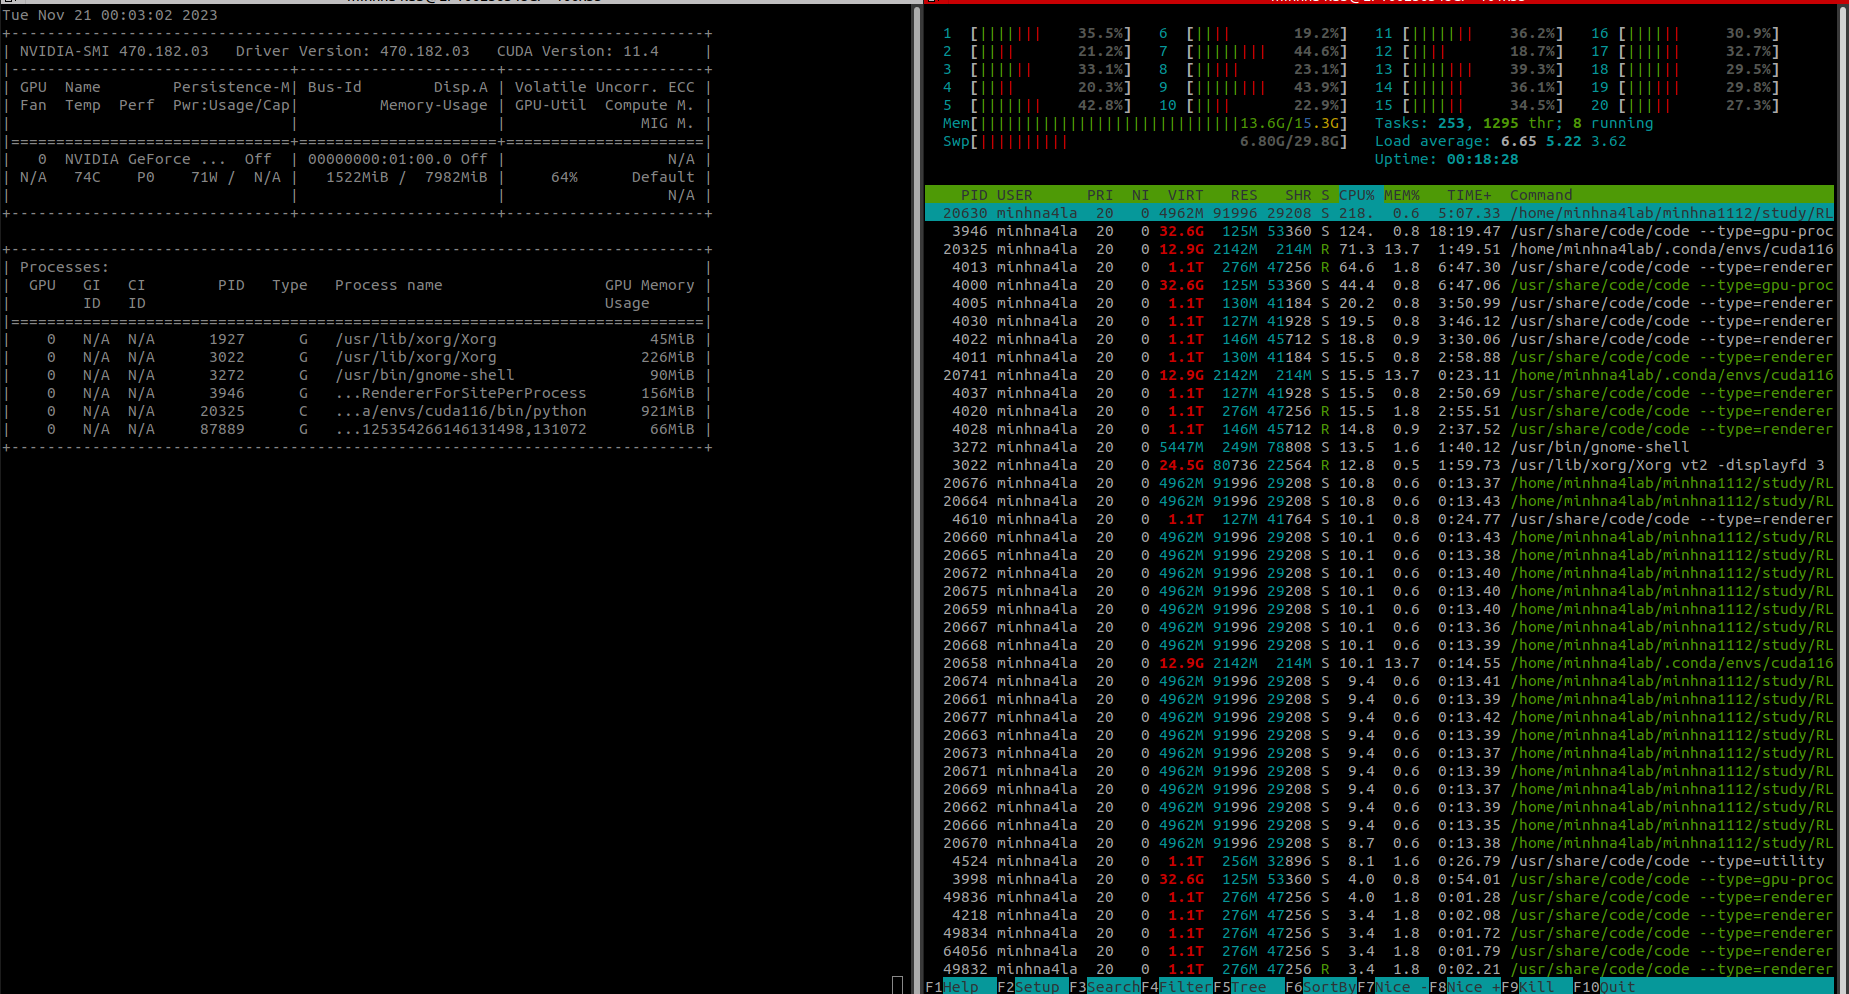 Tue Nov 21 00:03:02 2023
+-----------------------------------------------------------------------------+
| NVIDIA-SMI 470.182.03   Driver Version: 470.182.03   CUDA Version: 11.4     |
|-------------------------------+----------------------+----------------------+
| GPU  Name        Persistence-M| Bus-Id        Disp.A | Volatile Uncorr. ECC
| Fan  Temp  Perf  Pwr:Usage/Cap|         Memory-Usage | GPU-Util  Compute M. |
|                               |                      |               MIG M. |
|===============================+======================+======================|
|   0  NVIDIA GeForce ...  Off  | 00000000:01:00.0 Off |                  N/A |
| N/A   74C    P0    71W /  N/A |   1522MiB /  7982MiB |     64%      Default |
|                               |                      |                  N/A |
+-------------------------------+----------------------+----------------------+
+-----------------------------------------------------------------------------+
| Processes:                                                                  |
|  GPU   GI   CI        PID   Type   Process name                  GPU Memory |
|        ID   ID                                                   Usage      |
|=============================================================================|
|    0   N/A  N/A      1927      G   /usr/lib/xorg/Xorg                 45MiB |
|    0   N/A  N/A      3022      G   /usr/lib/xorg/Xorg                226MiB |
|    0   N/A  N/A      3272      G   /usr/bin/gnome-shell               90MiB |
|    0   N/A  N/A      3946      G   ...RendererForSitePerProcess      156MiB |
|    0   N/A  N/A     20325      C   ...a/envs/cuda116/bin/python      921MiB |
|    0   N/A  N/A     87889      G   ...125354266146131498,131072       66MiB |
+-----------------------------------------------------------------------------+
1 [||||||| 35.5%] 6 [|||| 19.2%] 11 [||||||| 36.2%] 16 [|||||| 30.9%]
2 [|||| 21.2%] 7 [|||||||| 44.6%] 12 [|||| 18.7%] 17 [|||||| 32.7%]
3 [|||||| 33.1%] 8 [||||| 23.1%] 13 [||||||| 39.3%] 18 [|||||| 29.5%]
4 [|||| 20.3%] 9 [|||||||| 43.9%] 14 [|||||| 36.1%] 19 [|||||| 29.8%]
5 [||||||| 42.8%] 10 [|||| 22.9%] 15 [|||||| 34.5%] 20 [||||| 27.3%]
Mem[|||||||||||||||||||||||||||||13.6G/15.3G] Tasks: 253, 1295 thr; 8 running
Swp[|||||||||| 6.80G/29.8G] Load average: 6.65 5.22 3.62
Uptime: 00:18:28
PID USER PRI NI VIRT RES SHR S CPU% MEM% TIME+ Command
20630 minhna4la 20 0 4962M 91996 29208 S 218. 0.6 5:07.33 /home/minhna4lab/minhna1112/study/RL
3946 minhna4la 20 0 32.6G 125M 53360 S 124. 0.8 18:19.47 /usr/share/code/code --type=gpu-proc
20325 minhna4la 20 0 12.9G 2142M 214M R 71.3 13.7 1:49.51 /home/minhna4lab/.conda/envs/cuda116
4013 minhna4la 20 0 1.1T 276M 47256 R 64.6 1.8 6:47.30 /usr/share/code/code --type=renderer
4000 minhna4la 20 0 32.6G 125M 53360 S 44.4 0.8 6:47.06 /usr/share/code/code --type=gpu-proc
4005 minhna4la 20 0 1.1T 130M 41184 S 20.2 0.8 3:50.99 /usr/share/code/code --type=renderer
4030 minhna4la 20 0 1.1T 127M 41928 S 19.5 0.8 3:46.12 /usr/share/code/code --type=renderer
4022 minhna4la 20 0 1.1T 146M 45712 S 18.8 0.9 3:30.06 /usr/share/code/code --type=renderer
4011 minhna4la 20 0 1.1T 130M 41184 S 15.5 0.8 2:58.88 /usr/share/code/code --type=renderer
20741 minhna4la 20 0 12.9G 2142M 214M S 15.5 13.7 0:23.11 /home/minhna4lab/.conda/envs/cuda116
4037 minhna4la 20 0 1.1T 127M 41928 S 15.5 0.8 2:50.69 /usr/share/code/code --type=renderer
4020 minhna4la 20 0 1.1T 276M 47256 R 15.5 1.8 2:55.51 /usr/share/code/code --type=renderer
4028 minhna4la 20 0 1.1T 146M 45712 R 14.8 0.9 2:37.52 /usr/share/code/code --type=renderer
3272 minhna4la 20 0 5447M 249M 78808 S 13.5 1.6 1:40.12 /usr/bin/gnome-shell
3022 minhna4la 20 0 24.5G 80736 22564 R 12.8 0.5 1:59.73 /usr/lib/xorg/Xorg vt2 -displayfd 3
20676 minhna4la 20 0 4962M 91996 29208 S 10.8 0.6 0:13.37 /home/minhna4lab/minhna1112/study/RL
20664 minhna4la 20 0 4962M 91996 29208 S 10.8 0.6 0:13.43 /home/minhna4lab/minhna1112/study/RL
4610 minhna4la 20 0 1.1T 127M 41764 S 10.1 0.8 0:24.77 /usr/share/code/code --type=renderer
20660 minhna4la 20 0 4962M 91996 29208 S 10.1 0.6 0:13.43 /home/minhna4lab/minhna1112/study/RL
20665 minhna4la 20 0 4962M 91996 29208 S 10.1 0.6 0:13.38 /home/minhna4lab/minhna1112/study/RL
20672 minhna4la 20 0 4962M 91996 29208 S 10.1 0.6 0:13.40 /home/minhna4lab/minhna1112/study/RL
20675 minhna4la 20 0 4962M 91996 29208 S 10.1 0.6 0:13.40 /home/minhna4lab/minhna1112/study/RL
20659 minhna4la 20 0 4962M 91996 29208 S 10.1 0.6 0:13.40 /home/minhna4lab/minhna1112/study/RL
20667 minhna4la 20 0 4962M 91996 29208 S 10.1 0.6 0:13.36 /home/minhna4lab/minhna1112/study/RL
20668 minhna4la 20 0 4962M 91996 29208 S 10.1 0.6 0:13.39 /home/minhna4lab/minhna1112/study/RL
20658 minhna4la 20 0 12.9G 2142M 214M S 10.1 13.7 0:14.55 /home/minhna4lab/.conda/envs/cuda116
20674 minhna4la 20 0 4962M 91996 29208 S 9.4 0.6 0:13.41 /home/minhna4lab/minhna1112/study/RL
20661 minhna4la 20 0 4962M 91996 29208 S 9.4 0.6 0:13.39 /home/minhna4lab/minhna1112/study/RL
20677 minhna4la 20 0 4962M 91996 29208 S 9.4 0.6 0:13.42 /home/minhna4lab/minhna1112/study/RL
20663 minhna4la 20 0 4962M 91996 29208 S 9.4 0.6 0:13.39 /home/minhna4lab/minhna1112/study/RL
20673 minhna4la 20 0 4962M 91996 29208 S 9.4 0.6 0:13.37 /home/minhna4lab/minhna1112/study/RL
20671 minhna4la 20 0 4962M 91996 29208 S 9.4 0.6 0:13.39 /home/minhna4lab/minhna1112/study/RL
20669 minhna4la 20 0 4962M 91996 29208 S 9.4 0.6 0:13.37 /home/minhna4lab/minhna1112/study/RL
20662 minhna4la 20 0 4962M 91996 29208 S 9.4 0.6 0:13.39 /home/minhna4lab/minhna1112/study/RL
20666 minhna4la 20 0 4962M 91996 29208 S 9.4 0.6 0:13.35 /home/minhna4lab/minhna1112/study/RL
20670 minhna4la 20 0 4962M 91996 29208 S 8.7 0.6 0:13.38 /home/minhna4lab/minhna1112/study/RL
4524 minhna4la 20 0 1.1T 256M 32896 S 8.1 1.6 0:26.79 /usr/share/code/code --type=utility
3998 minhna4la 20 0 32.6G 125M 53360 S 4.0 0.8 0:54.01 /usr/share/code/code --type=gpu-proc
49836 minhna4la 20 0 1.1T 276M 47256 S 4.0 1.8 0:01.28 /usr/share/code/code --type=renderer
4218 minhna4la 20 0 1.1T 276M 47256 S 3.4 1.8 0:02.08 /usr/share/code/code --type=renderer
49834 minhna4la 20 0 1.1T 276M 47256 S 3.4 1.8 0:01.72 /usr/share/code/code --type=renderer
64056 minhna4la 20 0 1.1T 276M 47256 S 3.4 1.8 0:01.79 /usr/share/code/code --type=renderer
49832 minhna4la 20 0 1.1T 276M 47256 R 3.4 1.8 0:02.21 /usr/share/code/code --type=renderer
F1Help F2Setup F3SearchF4FilterF5Tree F6SortByF7Nice -F8Nice +F9Kill F10Quit